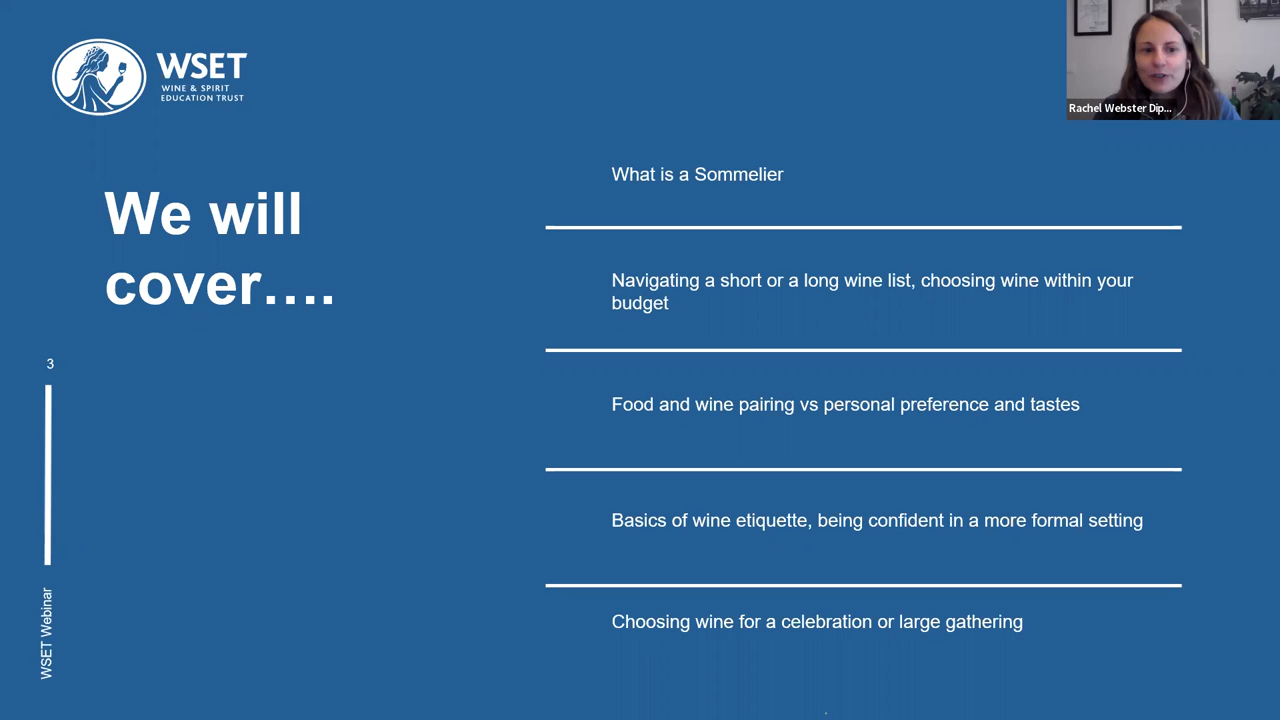 WSET
WINE & SPIRIT
EDUCATION TRUST
Rachel Webster Dip...
We will
cover….
What is a Sommelier
Navigating a short or a long wine list, choosing wine within your
budget
Food and wine pairing vs personal preference and tastes
Basics of wine etiquette, being confident in a more formal setting
Choosing wine for a celebration or large gathering
3
WSET Webinar